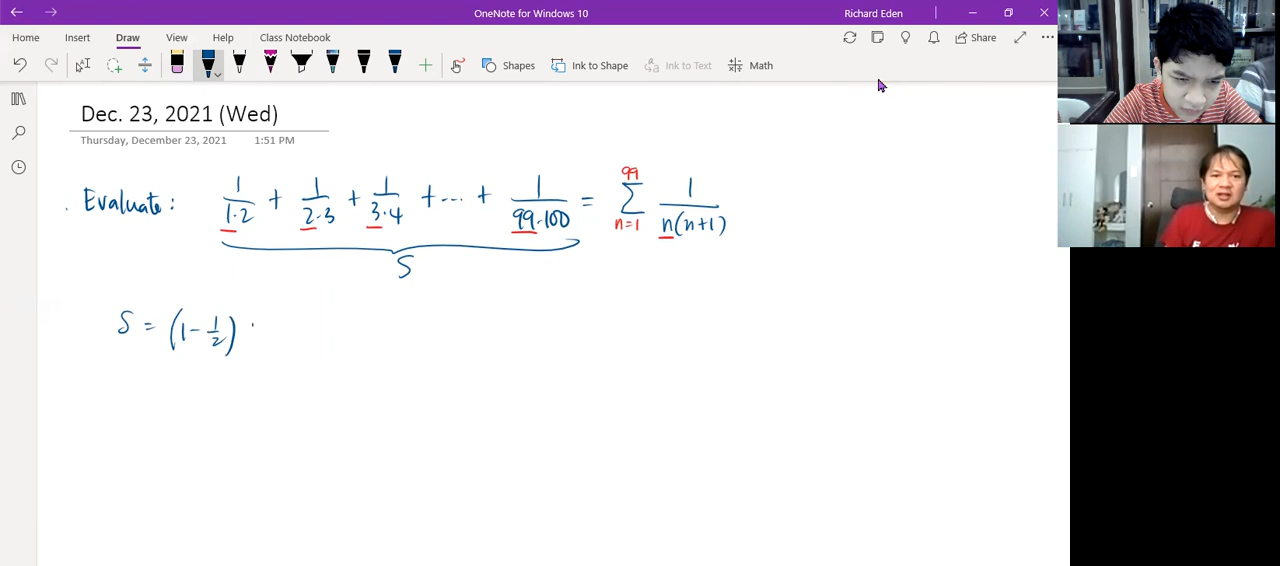 OneNote for Windows 10
Richard Eden
Home Insert Draw View Help Class Notebook
Share
Shapes Ink to Shape Ink to Text Math
Dec. 23, 2021 (Wed)
Thursday, December 23, 2021 1:51 PM
Evaluate: 1/(1·2) + 1/(2·3) + 1/(3·4) + ... + 1/(99·100) = 99 Σ n=1 1/(n(n+1))
S
S = (1 - 1/2)